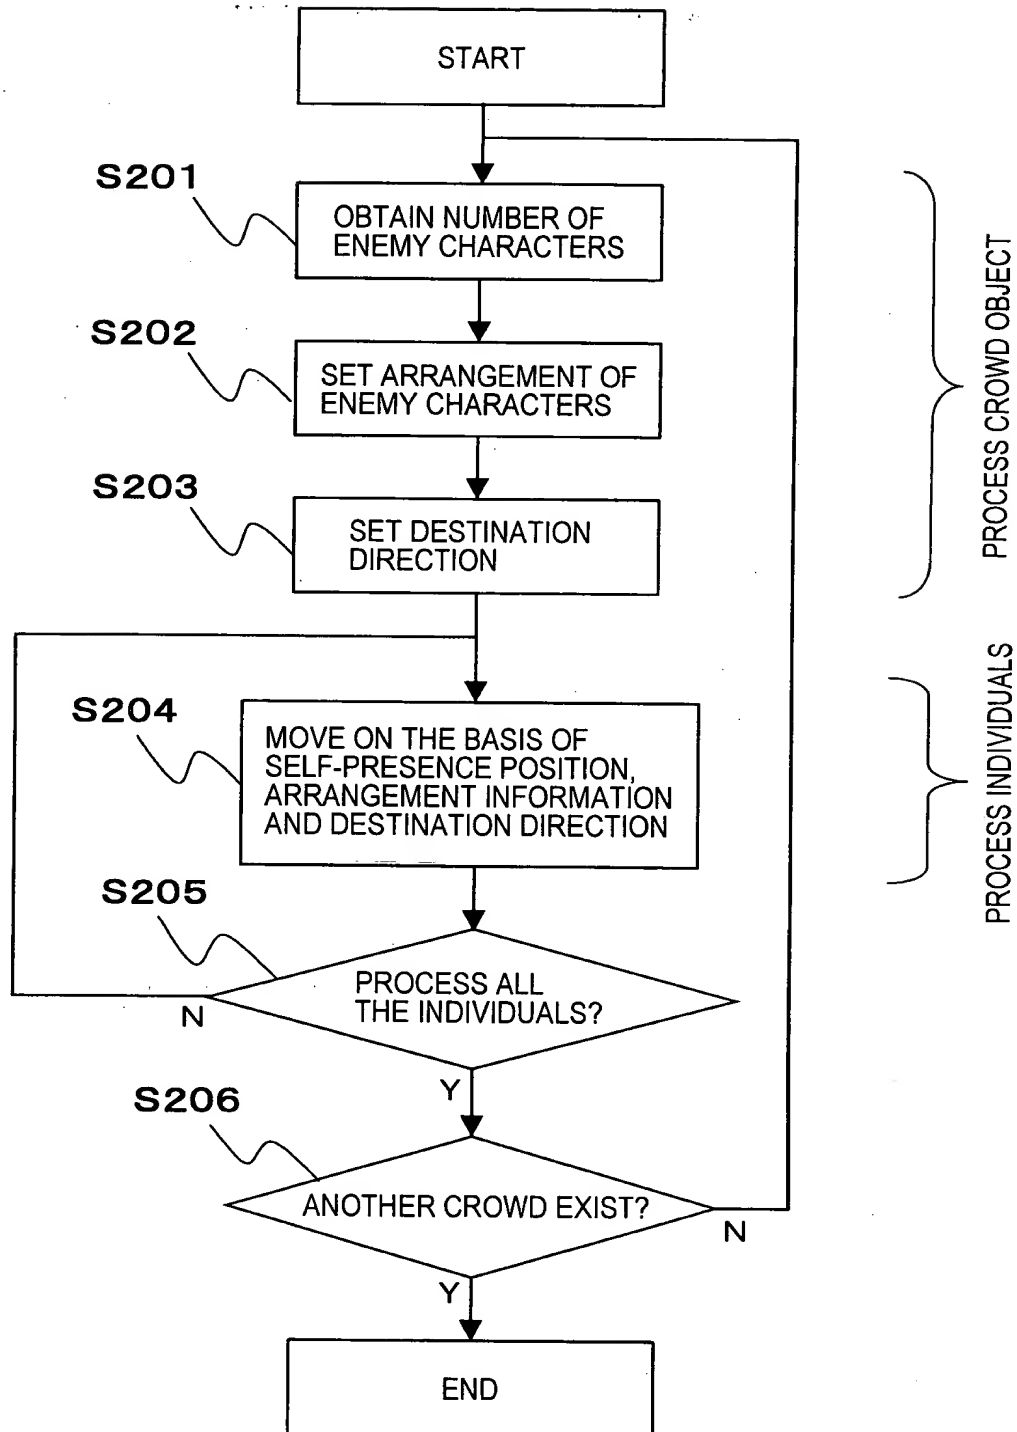 START
S201
OBTAIN NUMBER OF
ENEMY CHARACTERS
S202
SET ARRANGEMENT OF
ENEMY CHARACTERS
S203
SET DESTINATION
DIRECTION
PROCESS CROWD OBJECT
S204
MOVE ON THE BASIS OF
SELF-PRESENCE POSITION,
ARRANGEMENT INFORMATION
AND DESTINATION DIRECTION
PROCESS INDIVIDUALS
S205
PROCESS ALL
THE INDIVIDUALS?
N
Y
S206
ANOTHER CROWD EXIST?
N
Y
END